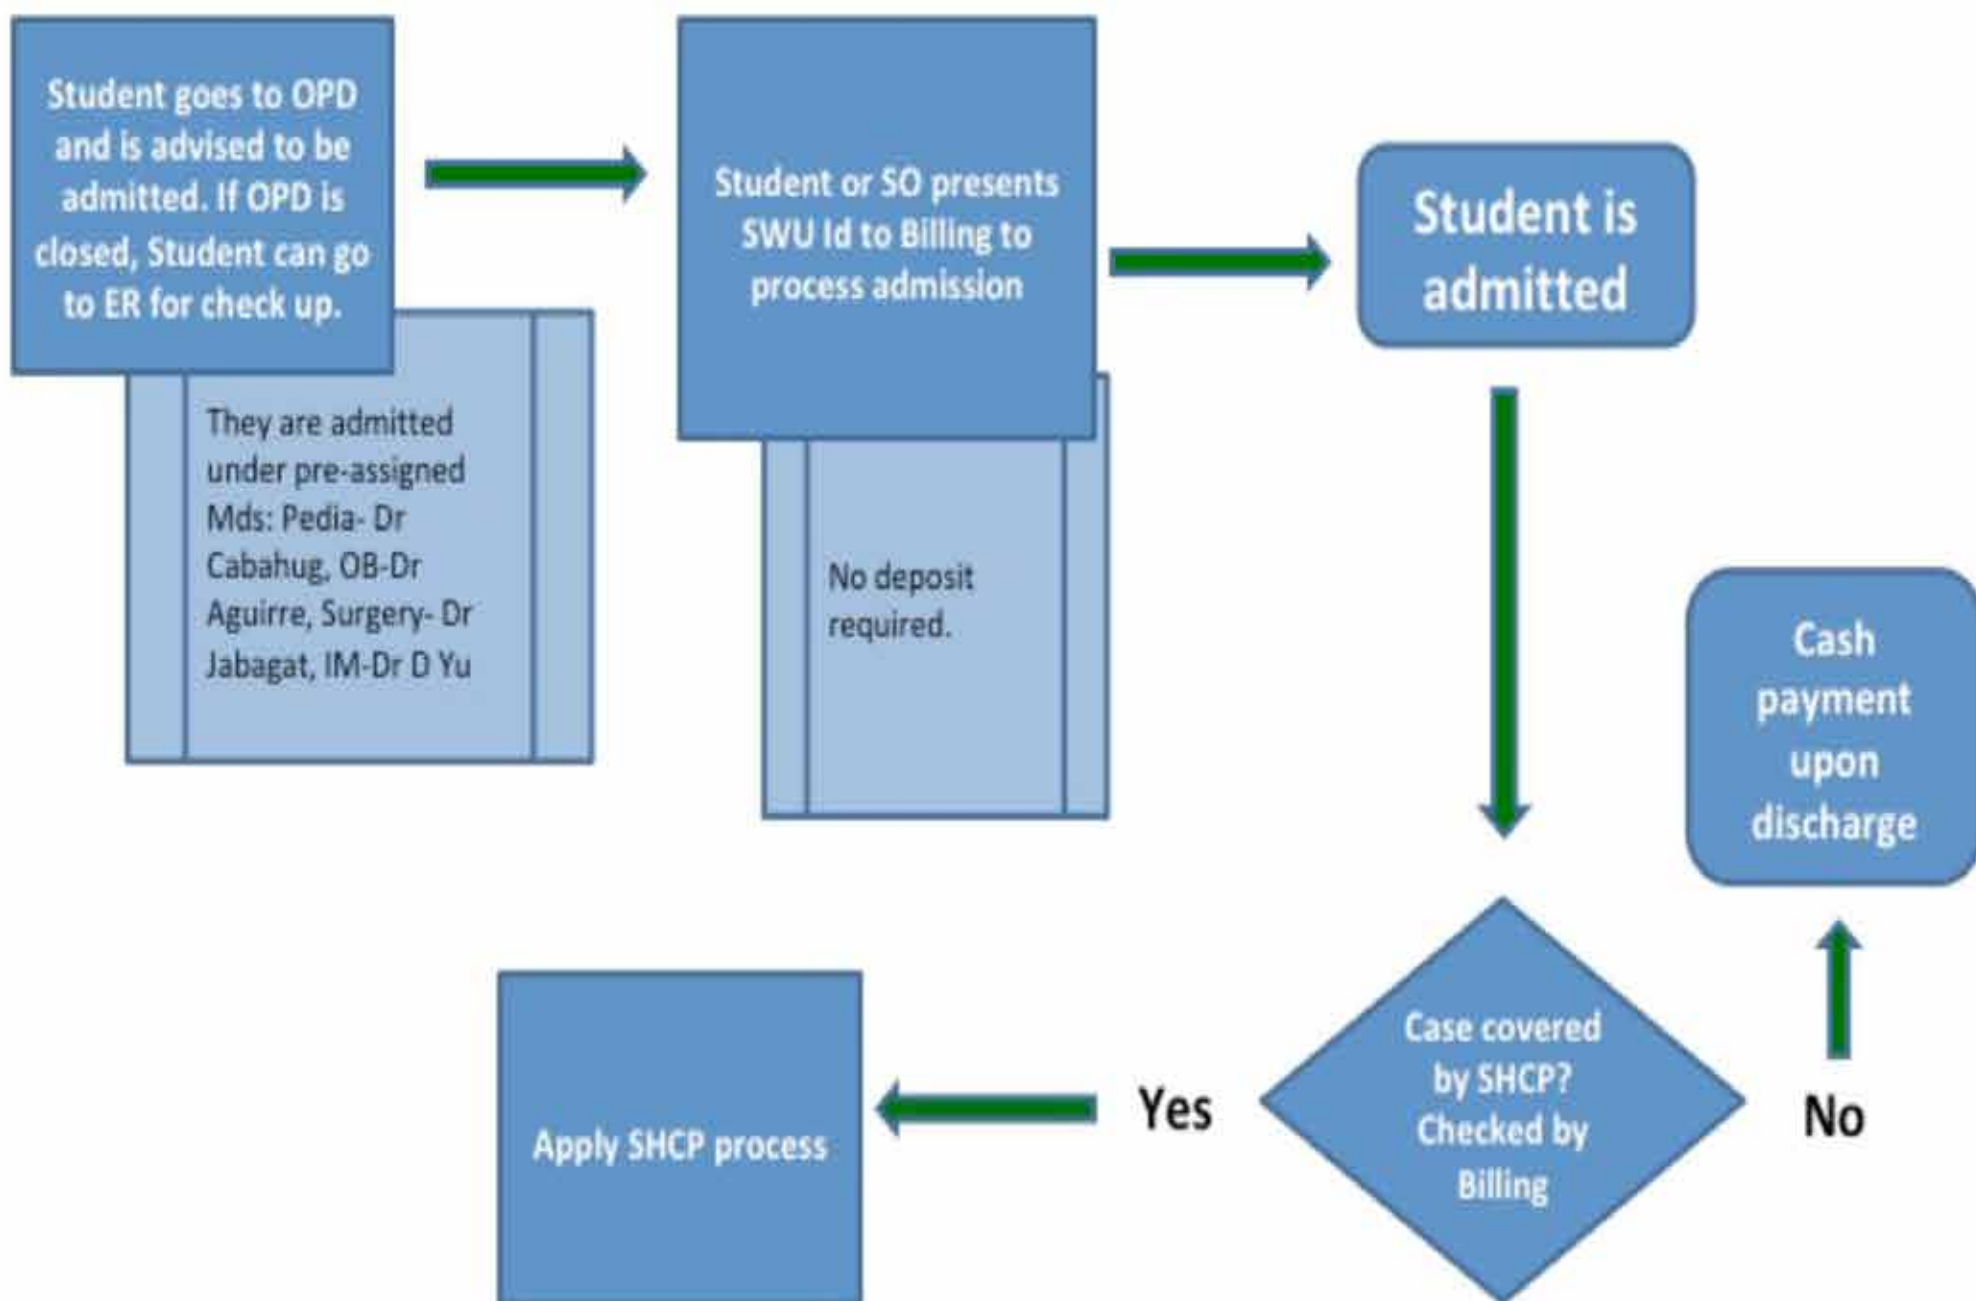 Student goes to OPD
and is advised to be
admitted. If OPD is
closed, Student can go
to ER for check up.
They are admitted
under pre-assigned
Mds: Pedia- Dr
Cabahug, OB-Dr
Aguirre, Surgery- Dr
Jabagat, IM-Dr D Yu
Student or SO presents
SWU Id to Billing to
process admission
No deposit
required.
Student is
admitted
Case covered
by SHCP?
Checked by
Billing
No
Cash
payment
upon
discharge
Yes
Apply SHCP process